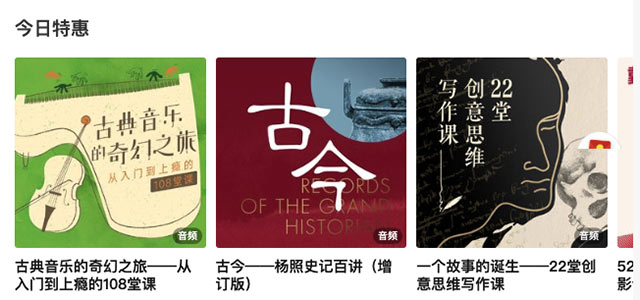 今日特惠
古典音乐
的奇幻之旅
从入门到上瘾的
108堂课
音频
古今
RECORDS
OF THE GRAND
HISTORIAN
音频
22堂
创意思维
写作课
音频
古典音乐的奇幻之旅——从
入门到上瘾的108堂课
古今——杨照史记百讲（增
订版）
一个故事的诞生——22堂创
意思维写作课
52
影